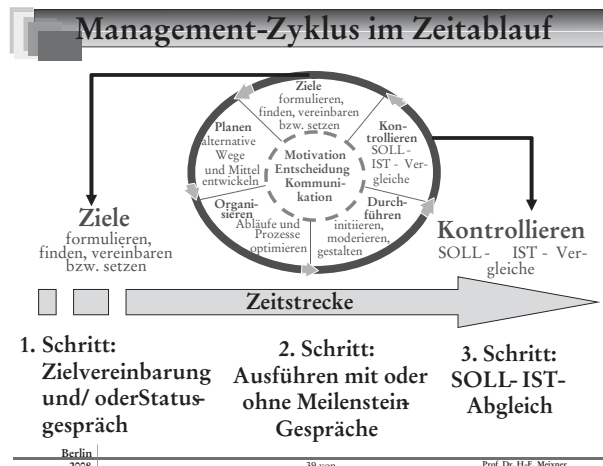 Management-Zyklus im Zeitablauf
Ziele
formulieren,
finden, vereinbaren
bzw. setzen
Planen
alternative
Wege
und Mittel
entwickeln
Kon-
trollieren
SOLL -
IST - Ver-
gleiche
Motivation
Entscheidung
Kommuni-
kation
Organi-
sieren
Abläufe und
Prozesse
optimieren
Durch-
führen
initiieren,
moderieren,
gestalten
Ziele
formulieren,
finden, vereinbaren
bzw. setzen
Kontrollieren
SOLL - IST - Ver-
gleiche
Zeitstrecke
1. Schritt:
Zielvereinbarung
und/ oderStatus-
gespräch
2. Schritt:
Ausführen mit oder
ohne Meilenstein-
Gespräche
3. Schritt:
SOLL- IST-
Abgleich
Berlin
2008
39 von
Prof. Dr. H.-E. Meixner